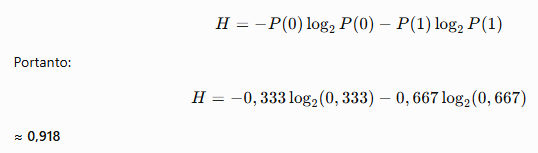 H = −P(0) log₂ P(0) − P(1) log₂ P(1)
Portanto:
H = −0,333 log₂(0,333) − 0,667 log₂(0,667)
≈ 0,918